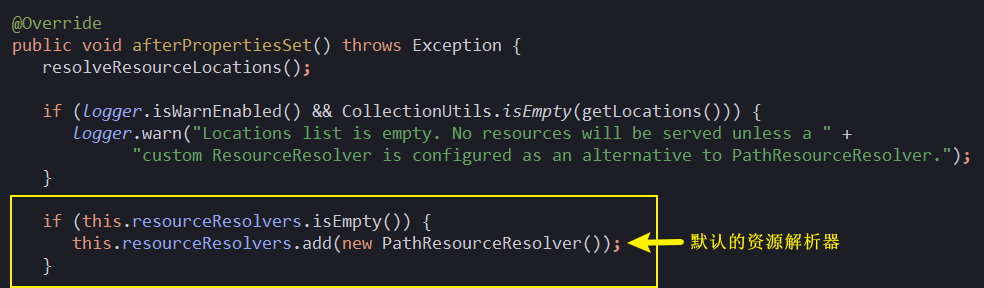 @Override
public void afterPropertiesSet() throws Exception {
resolveResourceLocations();
if (logger.isWarnEnabled() && CollectionUtils.isEmpty(getLocations())) {
logger.warn("Locations list is empty. No resources will be served unless a " +
"custom ResourceResolver is configured as an alternative to PathResourceResolver.");
}
if (this.resourceResolvers.isEmpty()) {
this.resourceResolvers.add(new PathResourceResolver()); 默认的资源解析器
}